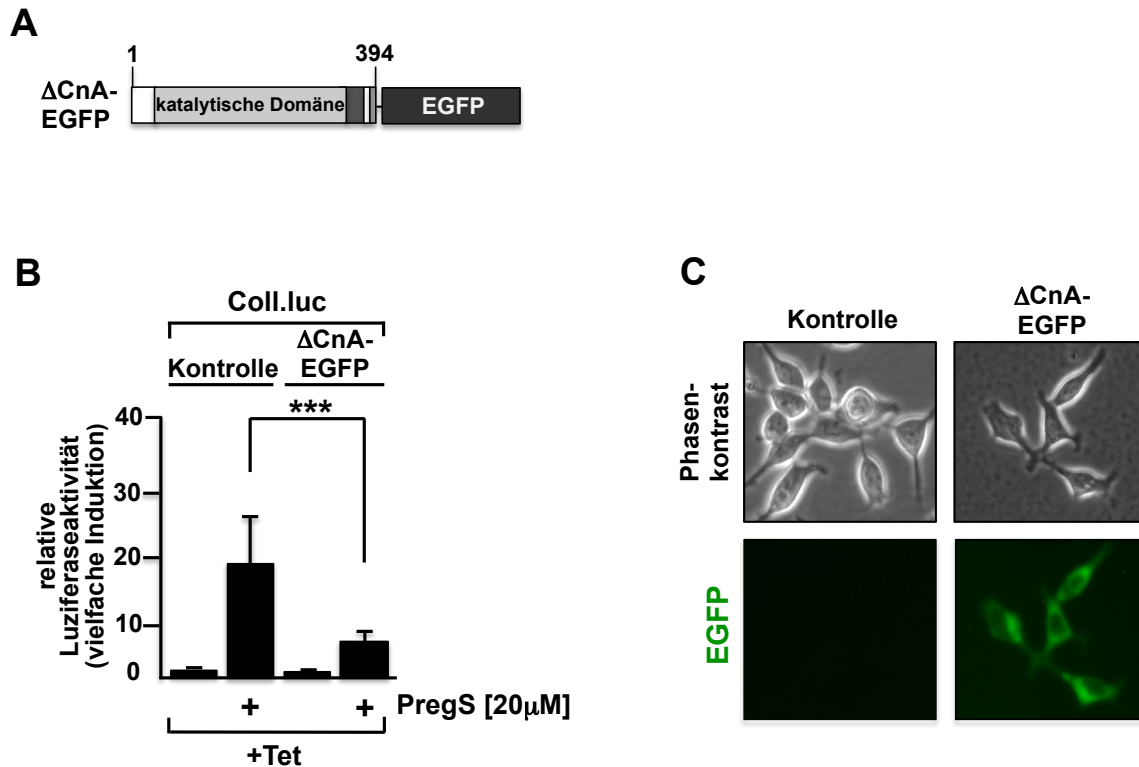 A
1
394
ΔCnA-
EGFP
katalytische Domäne
EGFP
B
Coll.luc
Kontrolle
ΔCnA-
EGFP
***
relative
Luziferaseaktivität
(vielfache Induktion)
40
30
20
10
0
+
+
PregS [20μM]
+Tet
C
Kontrolle
ΔCnA-
EGFP
Phasen-
kontrast
EGFP